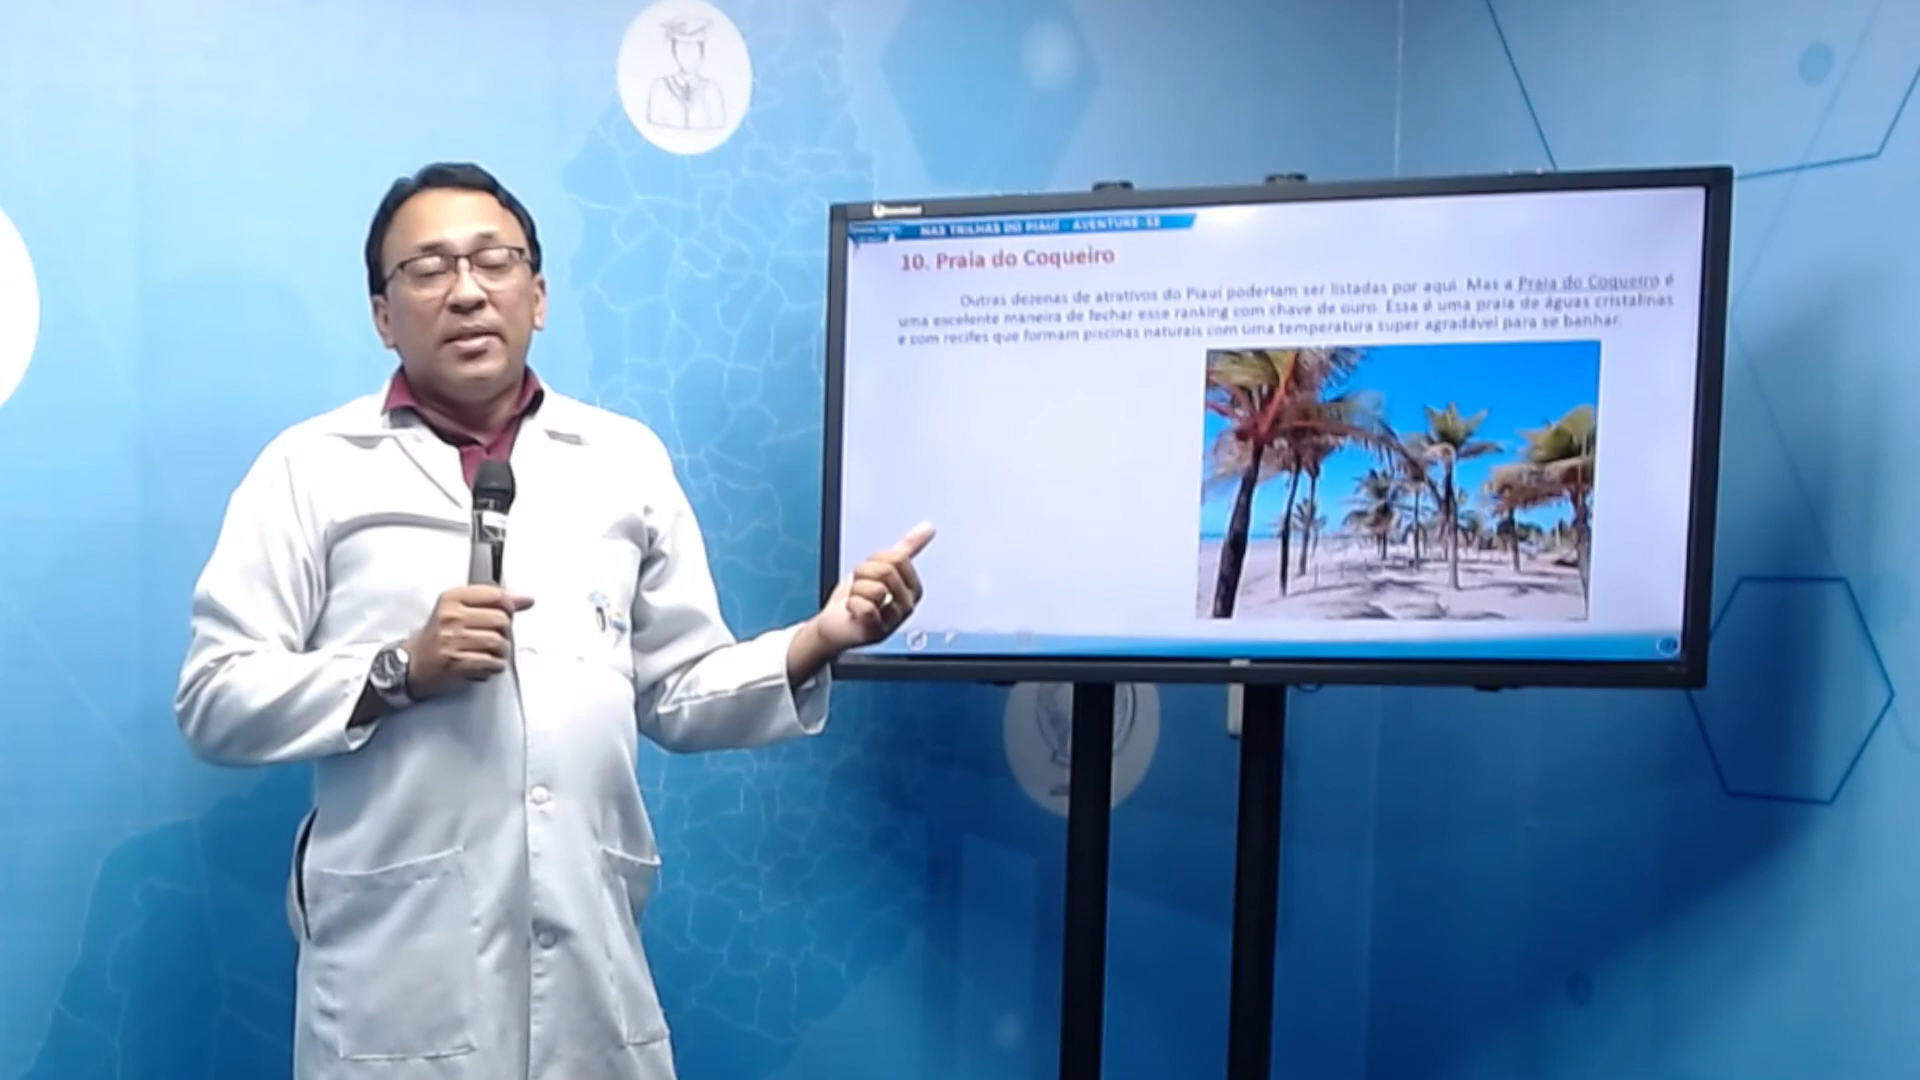 NAS TRILHAS DO PIAUÍ - AVENTURE-SE
10. Praia do Coqueiro
Outras dezenas de atrativos do Piauí poderiam ser listadas por aqui. Mas a Praia do Coqueiro é
uma excelente maneira de fechar esse ranking com chave de ouro. Essa é uma praia de águas cristalinas
e com recifes que formam piscinas naturais com uma temperatura super agradável para se banhar.